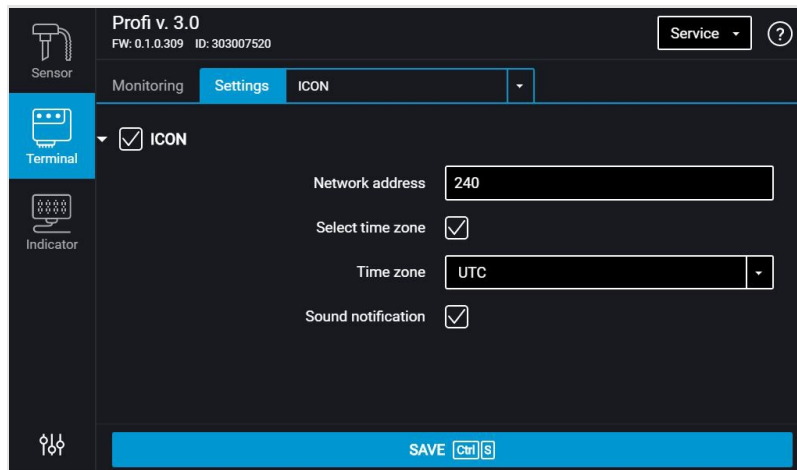 Profi v. 3.0
FW: 0.1.0.309 ID: 303007520
Service
?
Sensor
Terminal
Indicator
Monitoring Settings ICON
ICON
Network address 240
Select time zone
Time zone UTC
Sound notification
SAVE Ctrl S